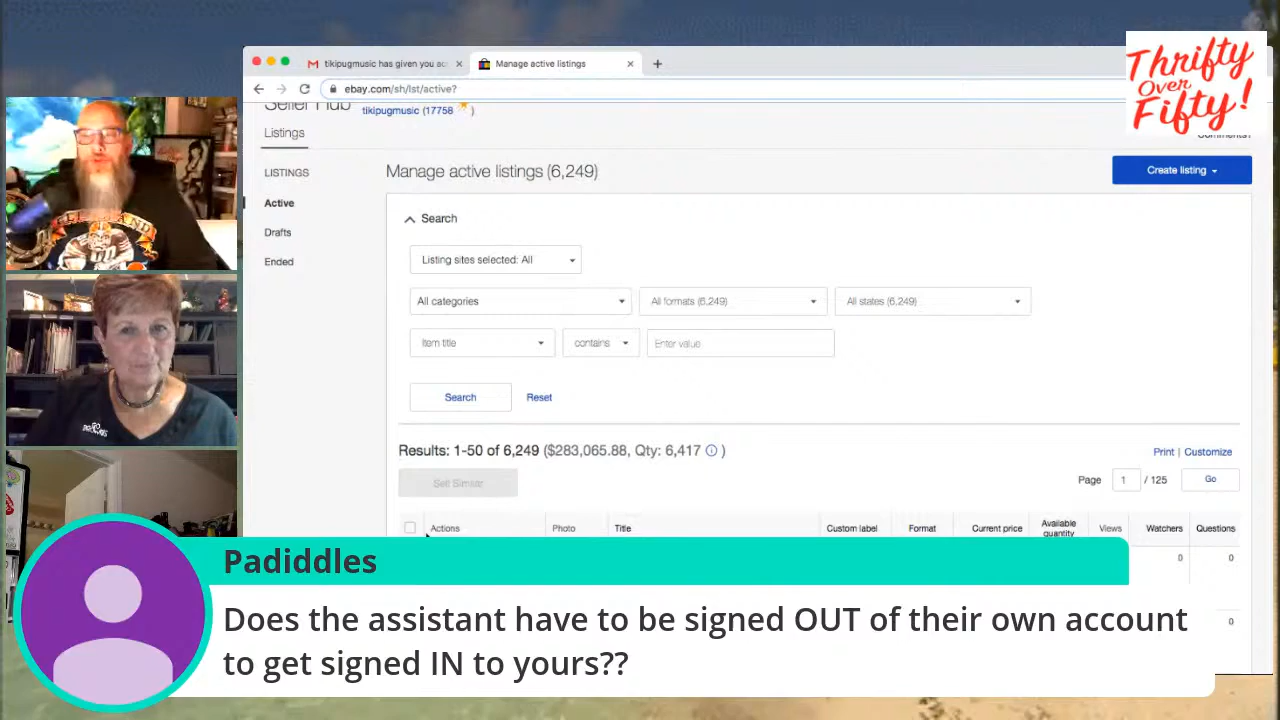 tikipugmusic has given you acc
Manage active listings
ebay.com/sh/lst/active?
Thrifty
Over
Fifty!
Seller Hub
tikipugmusic (17758 )
Comments?
Listings
LISTINGS
Active
Drafts
Ended
Manage active listings (6,249)
Create listing
Search
Listing sites selected: All
All categories
All formats (6,249)
All states (6,249)
Item title
contains
Enter value
Search
Reset
Results: 1-50 of 6,249 ($283,065.88, Qty: 6,417 )
Print | Customize
Sell Similar
Page 1 / 125 Go
Actions
Photo
Title
Custom label
Format
Current price
Available
quantity
Views
Watchers
Questions
0
0
0
Padiddles
Does the assistant have to be signed OUT of their own account
to get signed IN to yours??